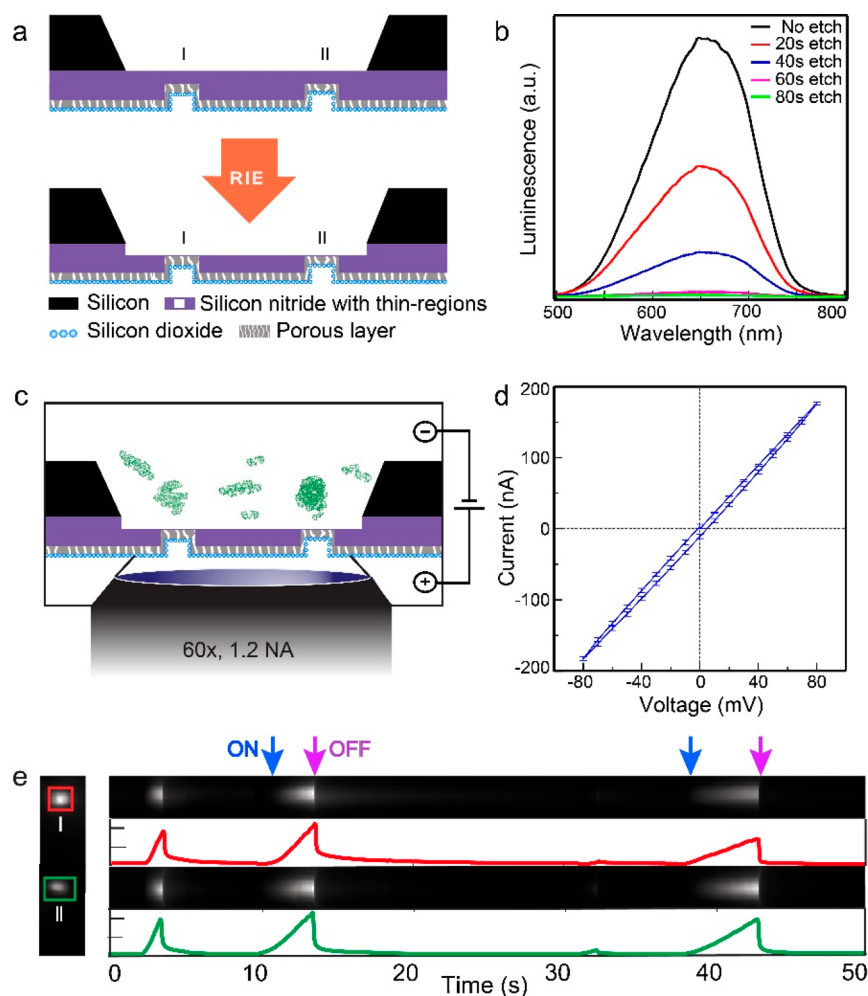 a
I
II
RIE
I
II
Silicon
Silicon nitride with thin-regions
Silicon dioxide
Porous layer
b
Luminescence (a.u.)
No etch
20s etch
40s etch
60s etch
80s etch
500
600
700
800
Wavelength (nm)
c
60x, 1.2 NA
d
Current (nA)
200
100
0
-100
-200
-80
-40
0
40
80
Voltage (mV)
e
ON
OFF
I
II
0
10
20
30
40
50
Time (s)